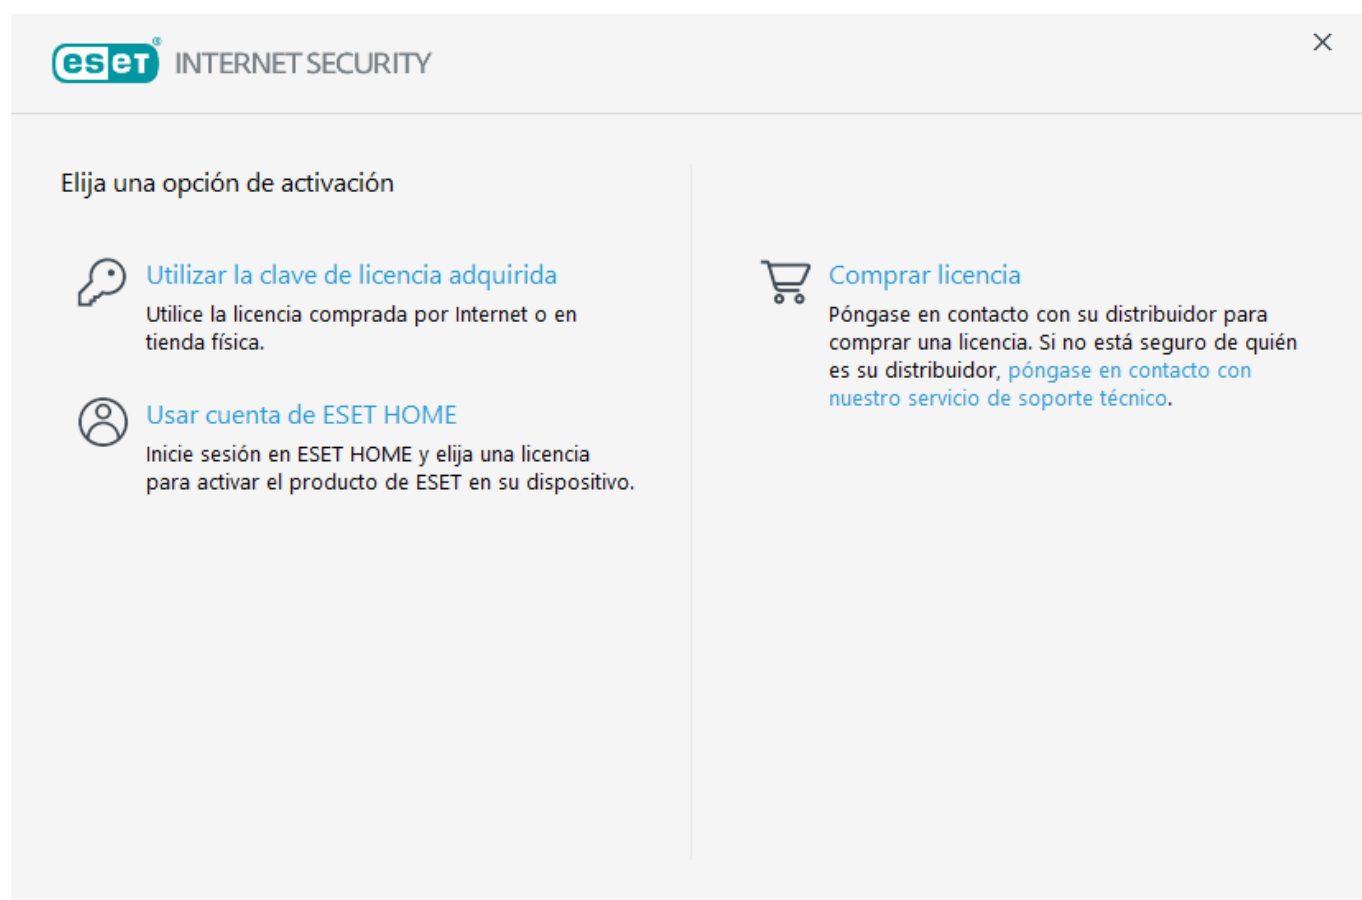 eset® INTERNET SECURITY
Elija una opción de activación
Utilizar la clave de licencia adquirida
Utilice la licencia comprada por Internet o en
tienda física.
Usar cuenta de ESET HOME
Inicie sesión en ESET HOME y elija una licencia
para activar el producto de ESET en su dispositivo.
Comprar licencia
Póngase en contacto con su distribuidor para
comprar una licencia. Si no está seguro de quién
es su distribuidor, póngase en contacto con
nuestro servicio de soporte técnico.